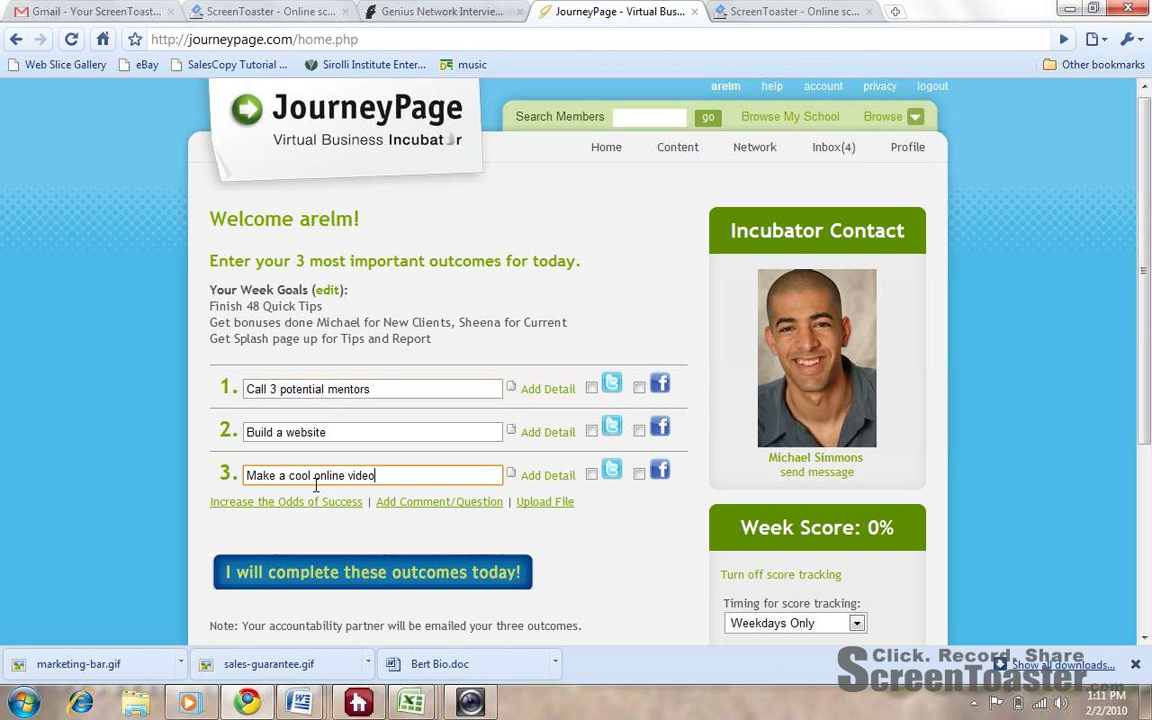 Gmail - Your ScreenToast...
ScreenToaster - Online sc...
Genius Network Intervie...
JourneyPage - Virtual Bus...
ScreenToaster - Online sc...
http://journeypage.com/home.php
Web Slice Gallery
eBay
SalesCopy Tutorial ...
Sirolli Institute Enter...
music
Other bookmarks
arelm help account privacy logout
JourneyPage
Virtual Business Incubator
Search Members go Browse My School Browse
Home Content Network Inbox(4) Profile
Welcome arelm!
Enter your 3 most important outcomes for today.
Your Week Goals (edit):
Finish 48 Quick Tips
Get bonuses done Michael for New Clients, Sheena for Current
Get Splash page up for Tips and Report
1. Call 3 potential mentors Add Detail
2. Build a website Add Detail
3. Make a cool online video Add Detail
Increase the Odds of Success | Add Comment/Question | Upload File
I will complete these outcomes today!
Note: Your accountability partner will be emailed your three outcomes.
Incubator Contact
Michael Simmons
send message
Week Score: 0%
Turn off score tracking
Timing for score tracking:
Weekdays Only
marketing-bar.gif
sales-guarantee.gif
Bert Bio.doc
Show all downloads...
Click. Record. Share
ScreenToaster.com
1:11 PM
2/2/2010